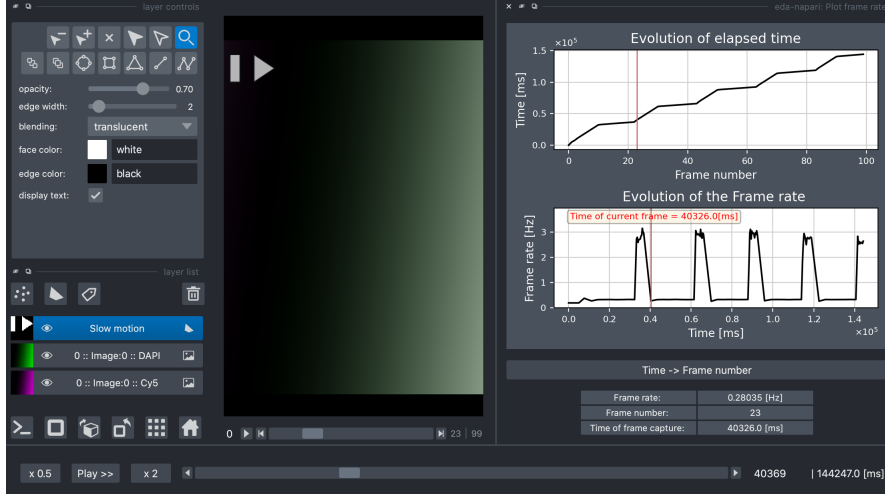 layer controls
opacity: 0.70
edge width: 2
blending: translucent
face color: white
edge color: black
display text:
layer list
Slow motion
0 :: Image:0 :: DAPI
0 :: Image:0 :: Cy5
0
23 | 99
eda-napari: Plot frame rate
Evolution of elapsed time
×10⁵
1.5
1.0
0.5
0.0
Time [ms]
0 20 40 60 80 100
Frame number
Evolution of the Frame rate
Time of current frame = 40326.0[ms]
3
2
1
0
Frame rate [Hz]
0.0 0.2 0.4 0.6 0.8 1.0 1.2 1.4
×10⁵
Time [ms]
Time -> Frame number
Frame rate: 0.28035 [Hz]
Frame number: 23
Time of frame capture: 40326.0 [ms]
x 0.5 Play >> x 2 40369 | 144247.0 [ms]